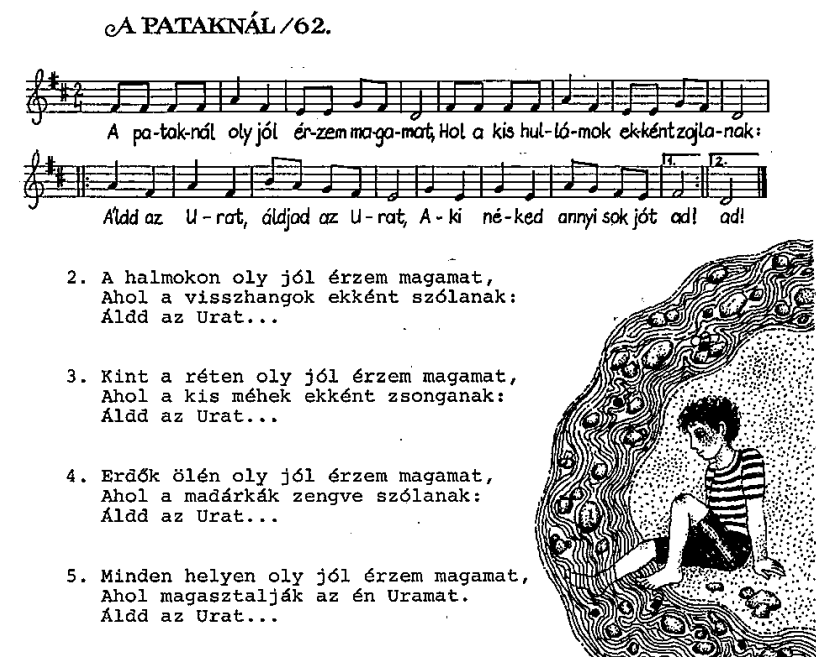 A PATAKNÁL /62.
A pa-tak-nál oly jól ér-zem ma-ga-mat, Hol a kis hul-lá-mok ek-ként zajla-nak:
1. 2.
Áldd az U-rat, áldjad az U-rat, A-ki né-ked annyi sok jót ad! ad!
2. A halmokon oly jól érzem magamat,
Ahol a visszhangok ekként szólanak:
Áldd az Urat...
3. Kint a réten oly jól érzem magamat,
Ahol a kis méhek ekként zsonganak:
Áldd az Urat...
4. Erdők ölén oly jól érzem magamat,
Ahol a madárkák zengve szólanak:
Áldd az Urat...
5. Minden helyen oly jól érzem magamat,
Ahol magasztalják az én Uramat.
Áldd az Urat...